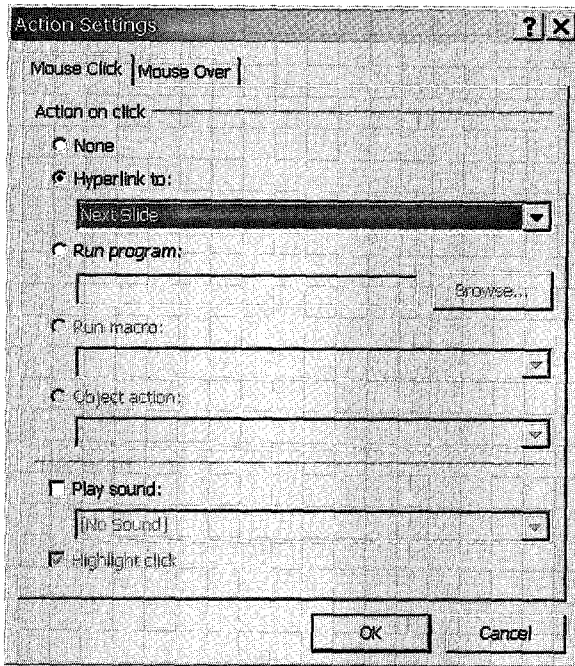 Action Settings
Mouse Click Mouse Over
Action on click
None
Hyperlink to:
Next Slide
Run program:
Browse...
Run macro:
Object action:
Play sound:
[No Sound]
Highlight click
OK Cancel